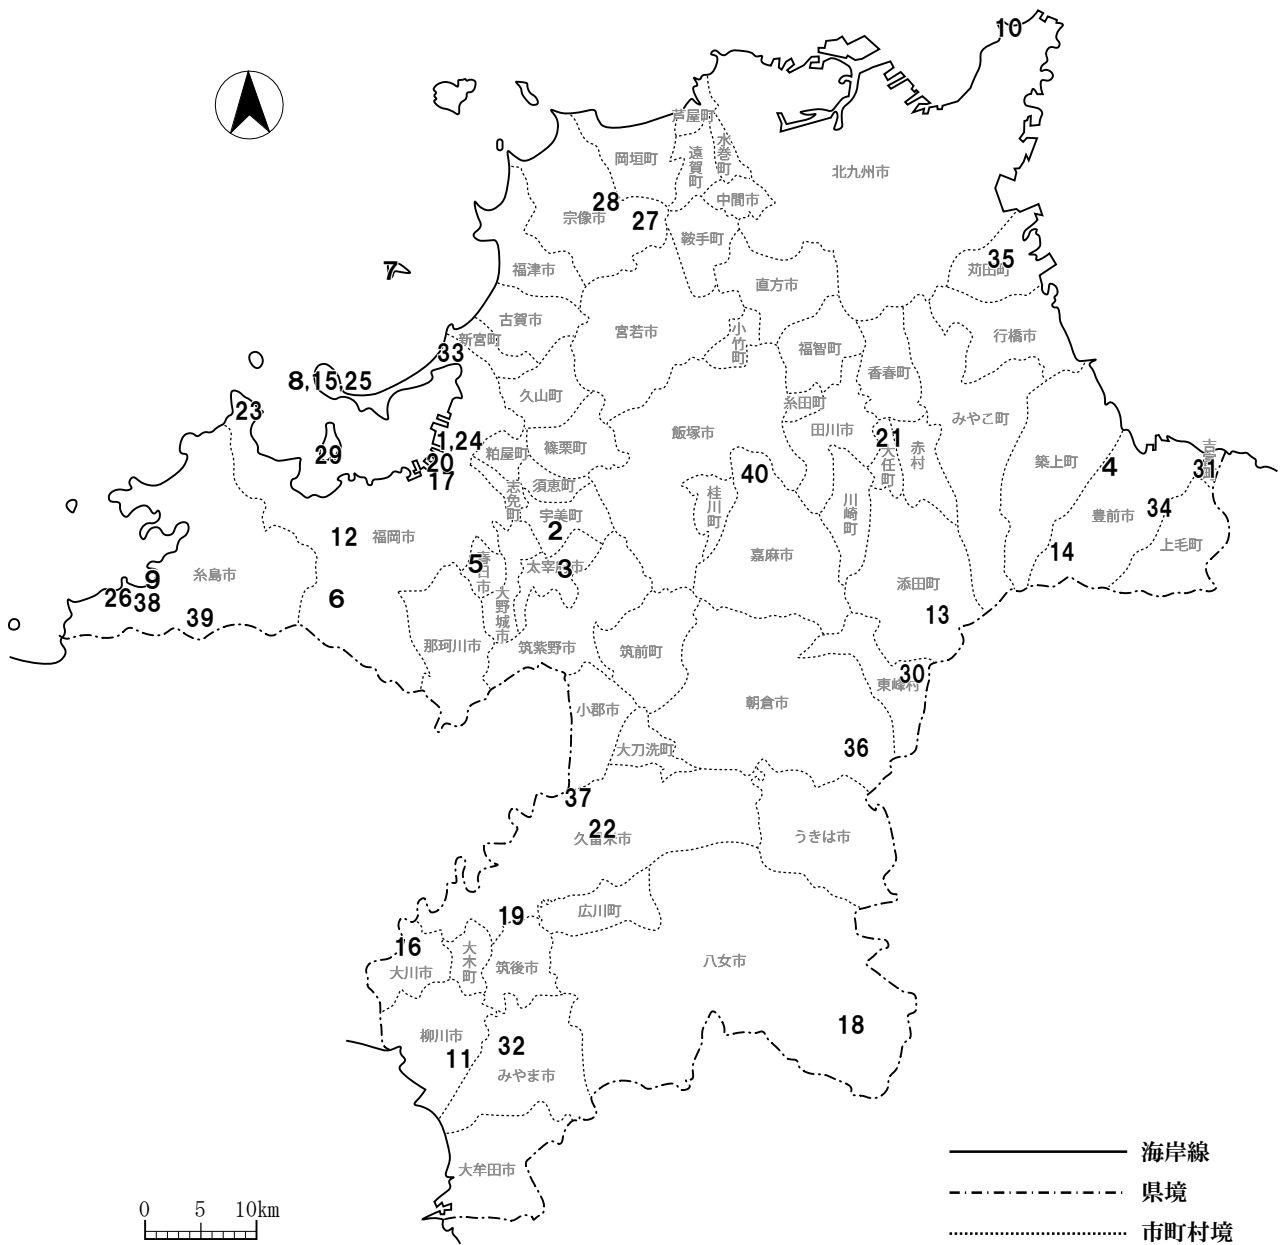 10
芦屋町
水巻町
岡垣町
遠賀町
北九州市
中間市
28
宗像市
27
鞍手町
35
苅田町
7
福津市
直方市
古賀市
宮若市
小竹町
行橋市
新宮町
33
福智町
香春町
8,15,25
久山町
23
糸田町
みやこ町
田川市
飯塚市
21
大任町
赤村
1,24
粕屋町
篠栗町
29
20
17
築上町
4
吉富町
31
40
志免町
須恵町
桂川町
川崎町
34
豊前市
宇美町
2
12
福岡市
上毛町
14
嘉麻市
5
春日市
太宰府市
3
9
糸島市
添田町
26
38
6
大野城市
39
13
那珂川市
筑紫野市
筑前町
30
東峰村
朝倉市
小郡市
大刀洗町
36
37
22
久留米市
うきは市
19
広川町
16
大川市
大木町
筑後市
八女市
18
柳川市
11
32
みやま市
大牟田市
海岸線
県境
市町村境
0 5 10km